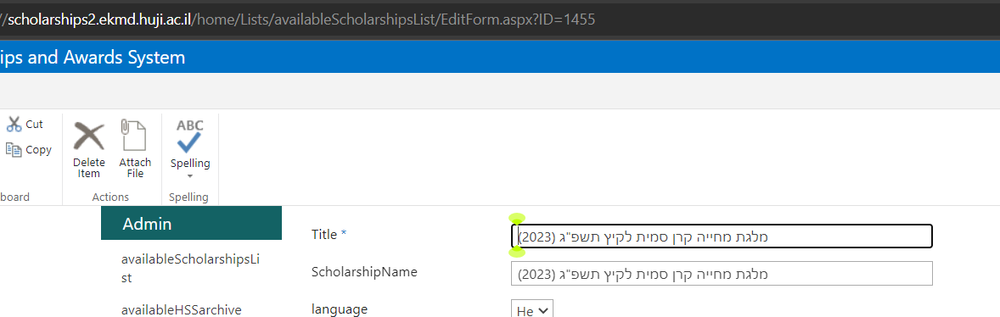 //scholarships2.ekmd.huji.ac.il/home/Lists/availableScholarshipsList/EditForm.aspx?ID=1455
ips and Awards System
Cut
Copy
Delete
Item
Attach
File
ABC
Spelling
board
Actions
Spelling
Admin
availableScholarshipsLi
st
availableHSSarchive
Title *
מלגת מחייה קרן סמית לקיץ תשפ"ג (2023)
ScholarshipName
מלגת מחייה קרן סמית לקיץ תשפ"ג (2023)
language
He